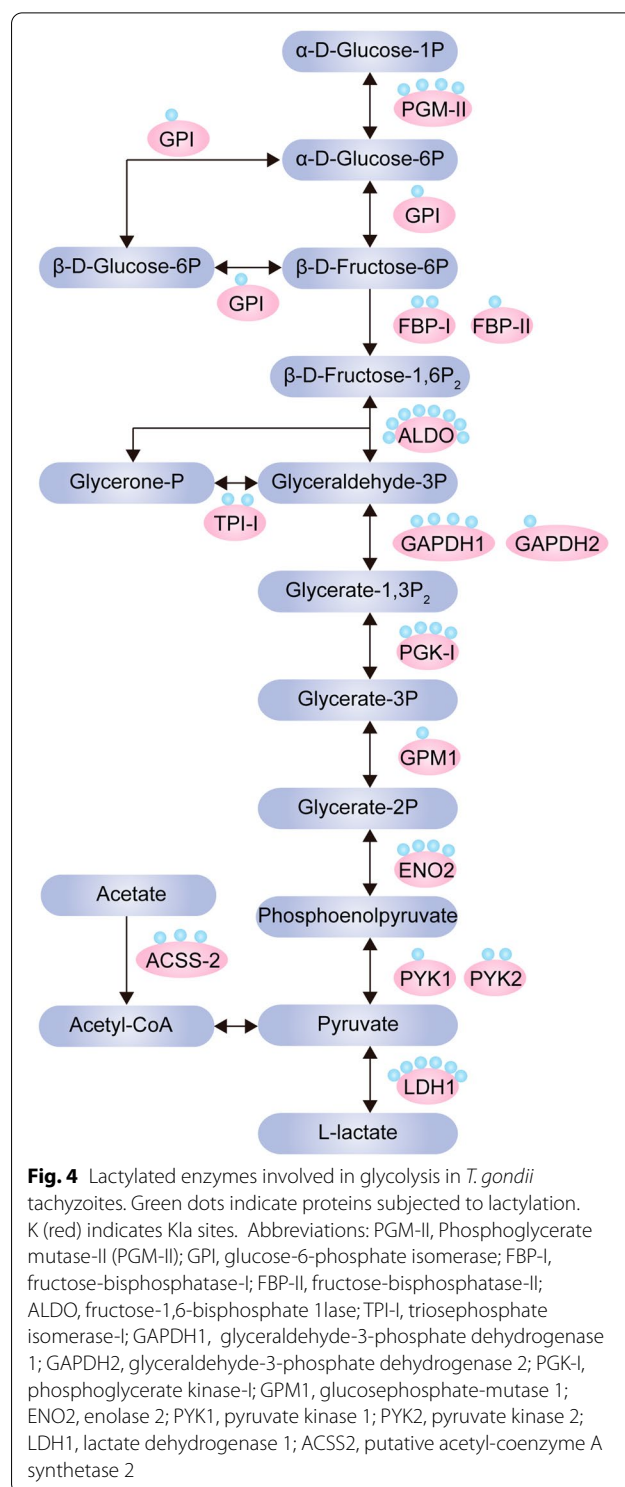 α-D-Glucose-1P
PGM-II
GPI
α-D-Glucose-6P
GPI
β-D-Glucose-6P
β-D-Fructose-6P
GPI
FBP-I
FBP-II
β-D-Fructose-1,6P₂
ALDO
Glycerone-P
Glyceraldehyde-3P
TPI-I
GAPDH1
GAPDH2
Glycerate-1,3P₂
PGK-I
Glycerate-3P
GPM1
Glycerate-2P
ENO2
Acetate
Phosphoenolpyruvate
ACSS-2
PYK1
PYK2
Acetyl-CoA
Pyruvate
LDH1
L-lactate
Fig. 4 Lactylated enzymes involved in glycolysis in T. gondii
tachyzoites. Green dots indicate proteins subjected to lactylation.
K (red) indicates Kla sites. Abbreviations: PGM-II, Phosphoglycerate
mutase-II (PGM-II); GPI, glucose-6-phosphate isomerase; FBP-I,
fructose-bisphosphatase-I; FBP-II, fructose-bisphosphatase-II;
ALDO, fructose-1,6-bisphosphate 1lase; TPI-I, triosephosphate
isomerase-I; GAPDH1, glyceraldehyde-3-phosphate dehydrogenase
1; GAPDH2, glyceraldehyde-3-phosphate dehydrogenase 2; PGK-I,
phosphoglycerate kinase-I; GPM1, glucosephosphate-mutase 1;
ENO2, enolase 2; PYK1, pyruvate kinase 1; PYK2, pyruvate kinase 2;
LDH1, lactate dehydrogenase 1; ACSS2, putative acetyl-coenzyme A
synthetase 2